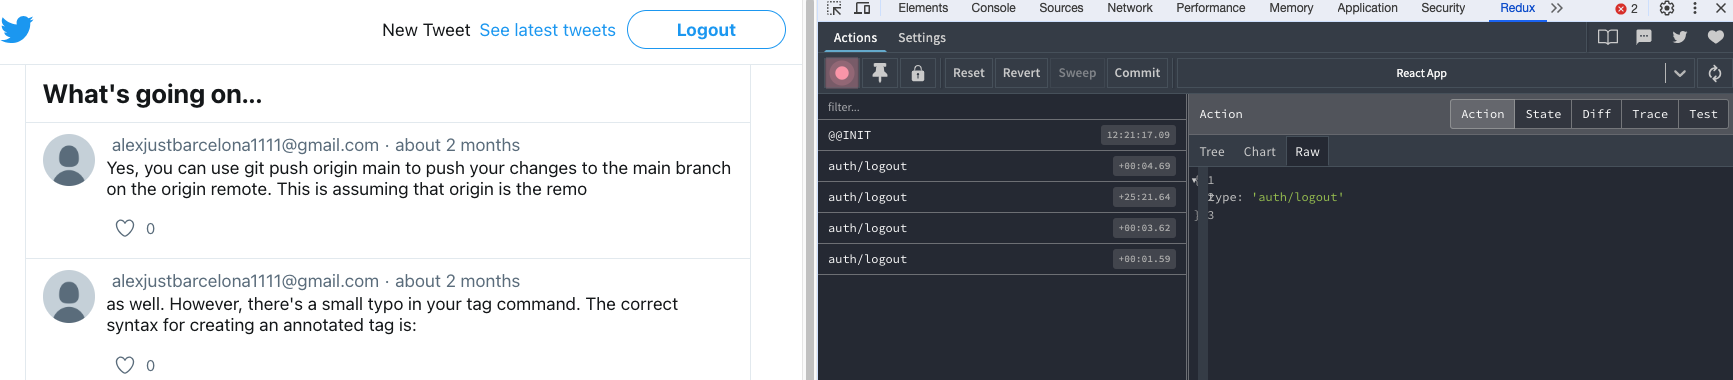 New Tweet See latest tweets Logout
What's going on...
alexjustbarcelona1111@gmail.com · about 2 months
Yes, you can use git push origin main to push your changes to the main branch
on the origin remote. This is assuming that origin is the remo
0
alexjustbarcelona1111@gmail.com · about 2 months
as well. However, there's a small typo in your tag command. The correct
syntax for creating an annotated tag is:
0
Elements Console Sources Network Performance Memory Application Security Redux 2
Actions Settings
Reset Revert Sweep Commit React App
filter...
@@INIT 12:21:17.09
auth/logout +00:04.69
auth/logout +25:21.64
auth/logout +00:03.62
auth/logout +00:01.59
Action Action State Diff Trace Test
Tree Chart Raw
1
type: 'auth/logout'
} 3